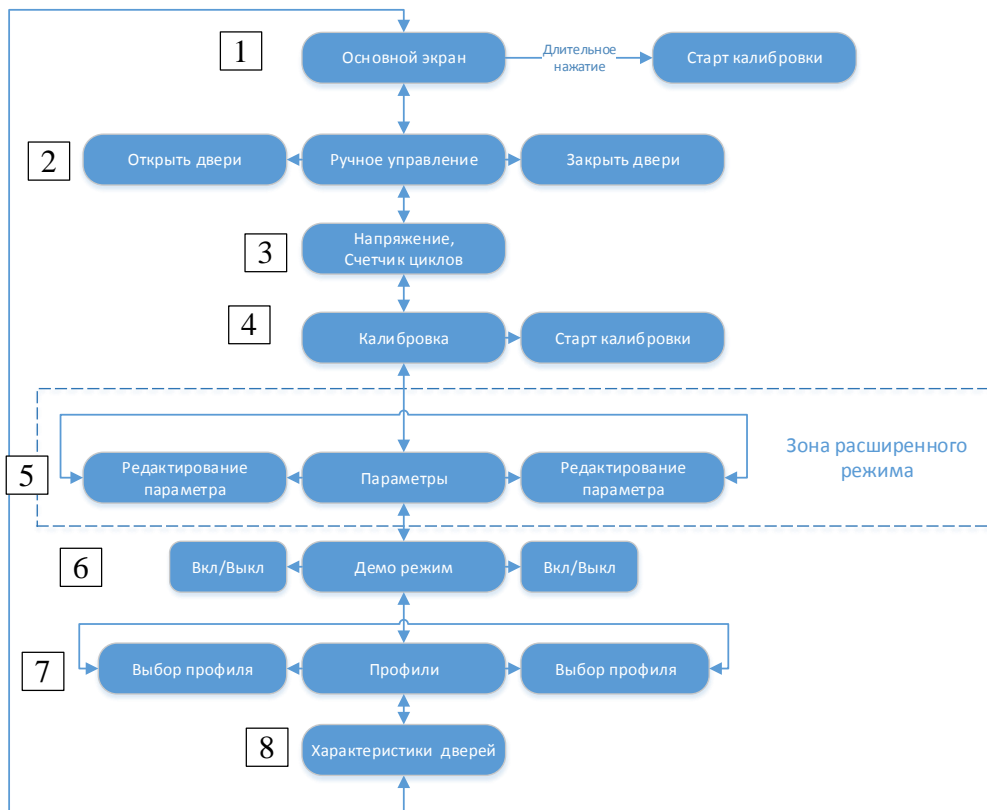 1
Основной экран
Длительное
нажатие
Старт калибровки
2
Открыть двери
Ручное управление
Закрыть двери
3
Напряжение,
Счетчик циклов
4
Калибровка
Старт калибровки
Зона расширенного
режима
5
Редактирование
параметра
Параметры
Редактирование
параметра
6
Вкл/Выкл
Демо режим
Вкл/Выкл
7
Выбор профиля
Профили
Выбор профиля
8
Характеристики дверей